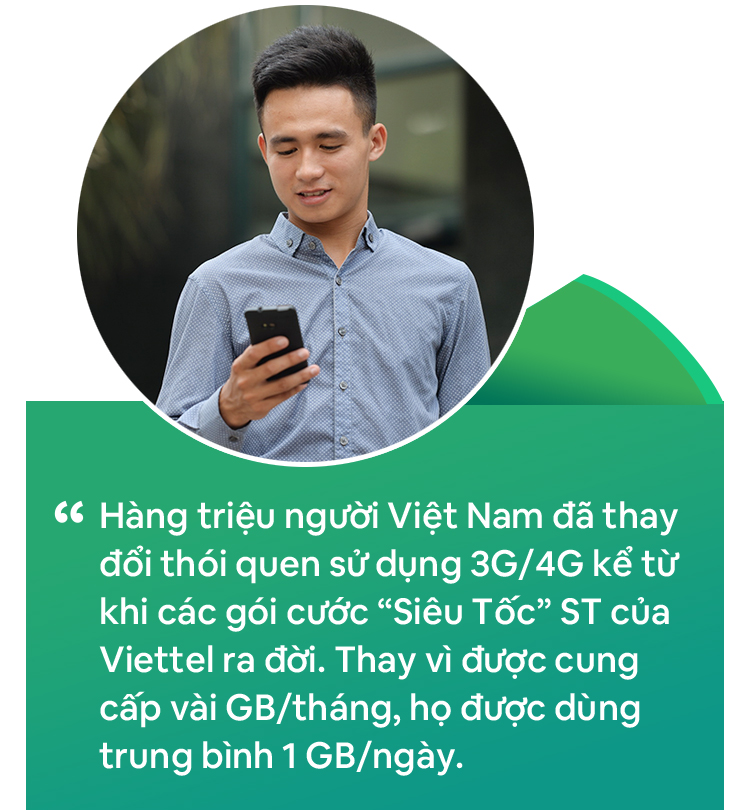 “ Hàng triệu người Việt Nam đã thay
đổi thói quen sử dụng 3G/4G kể từ
khi các gói cước “Siêu Tốc” ST của
Viettel ra đời. Thay vì được cung
cấp vài GB/tháng, họ được dùng
trung bình 1 GB/ngày.